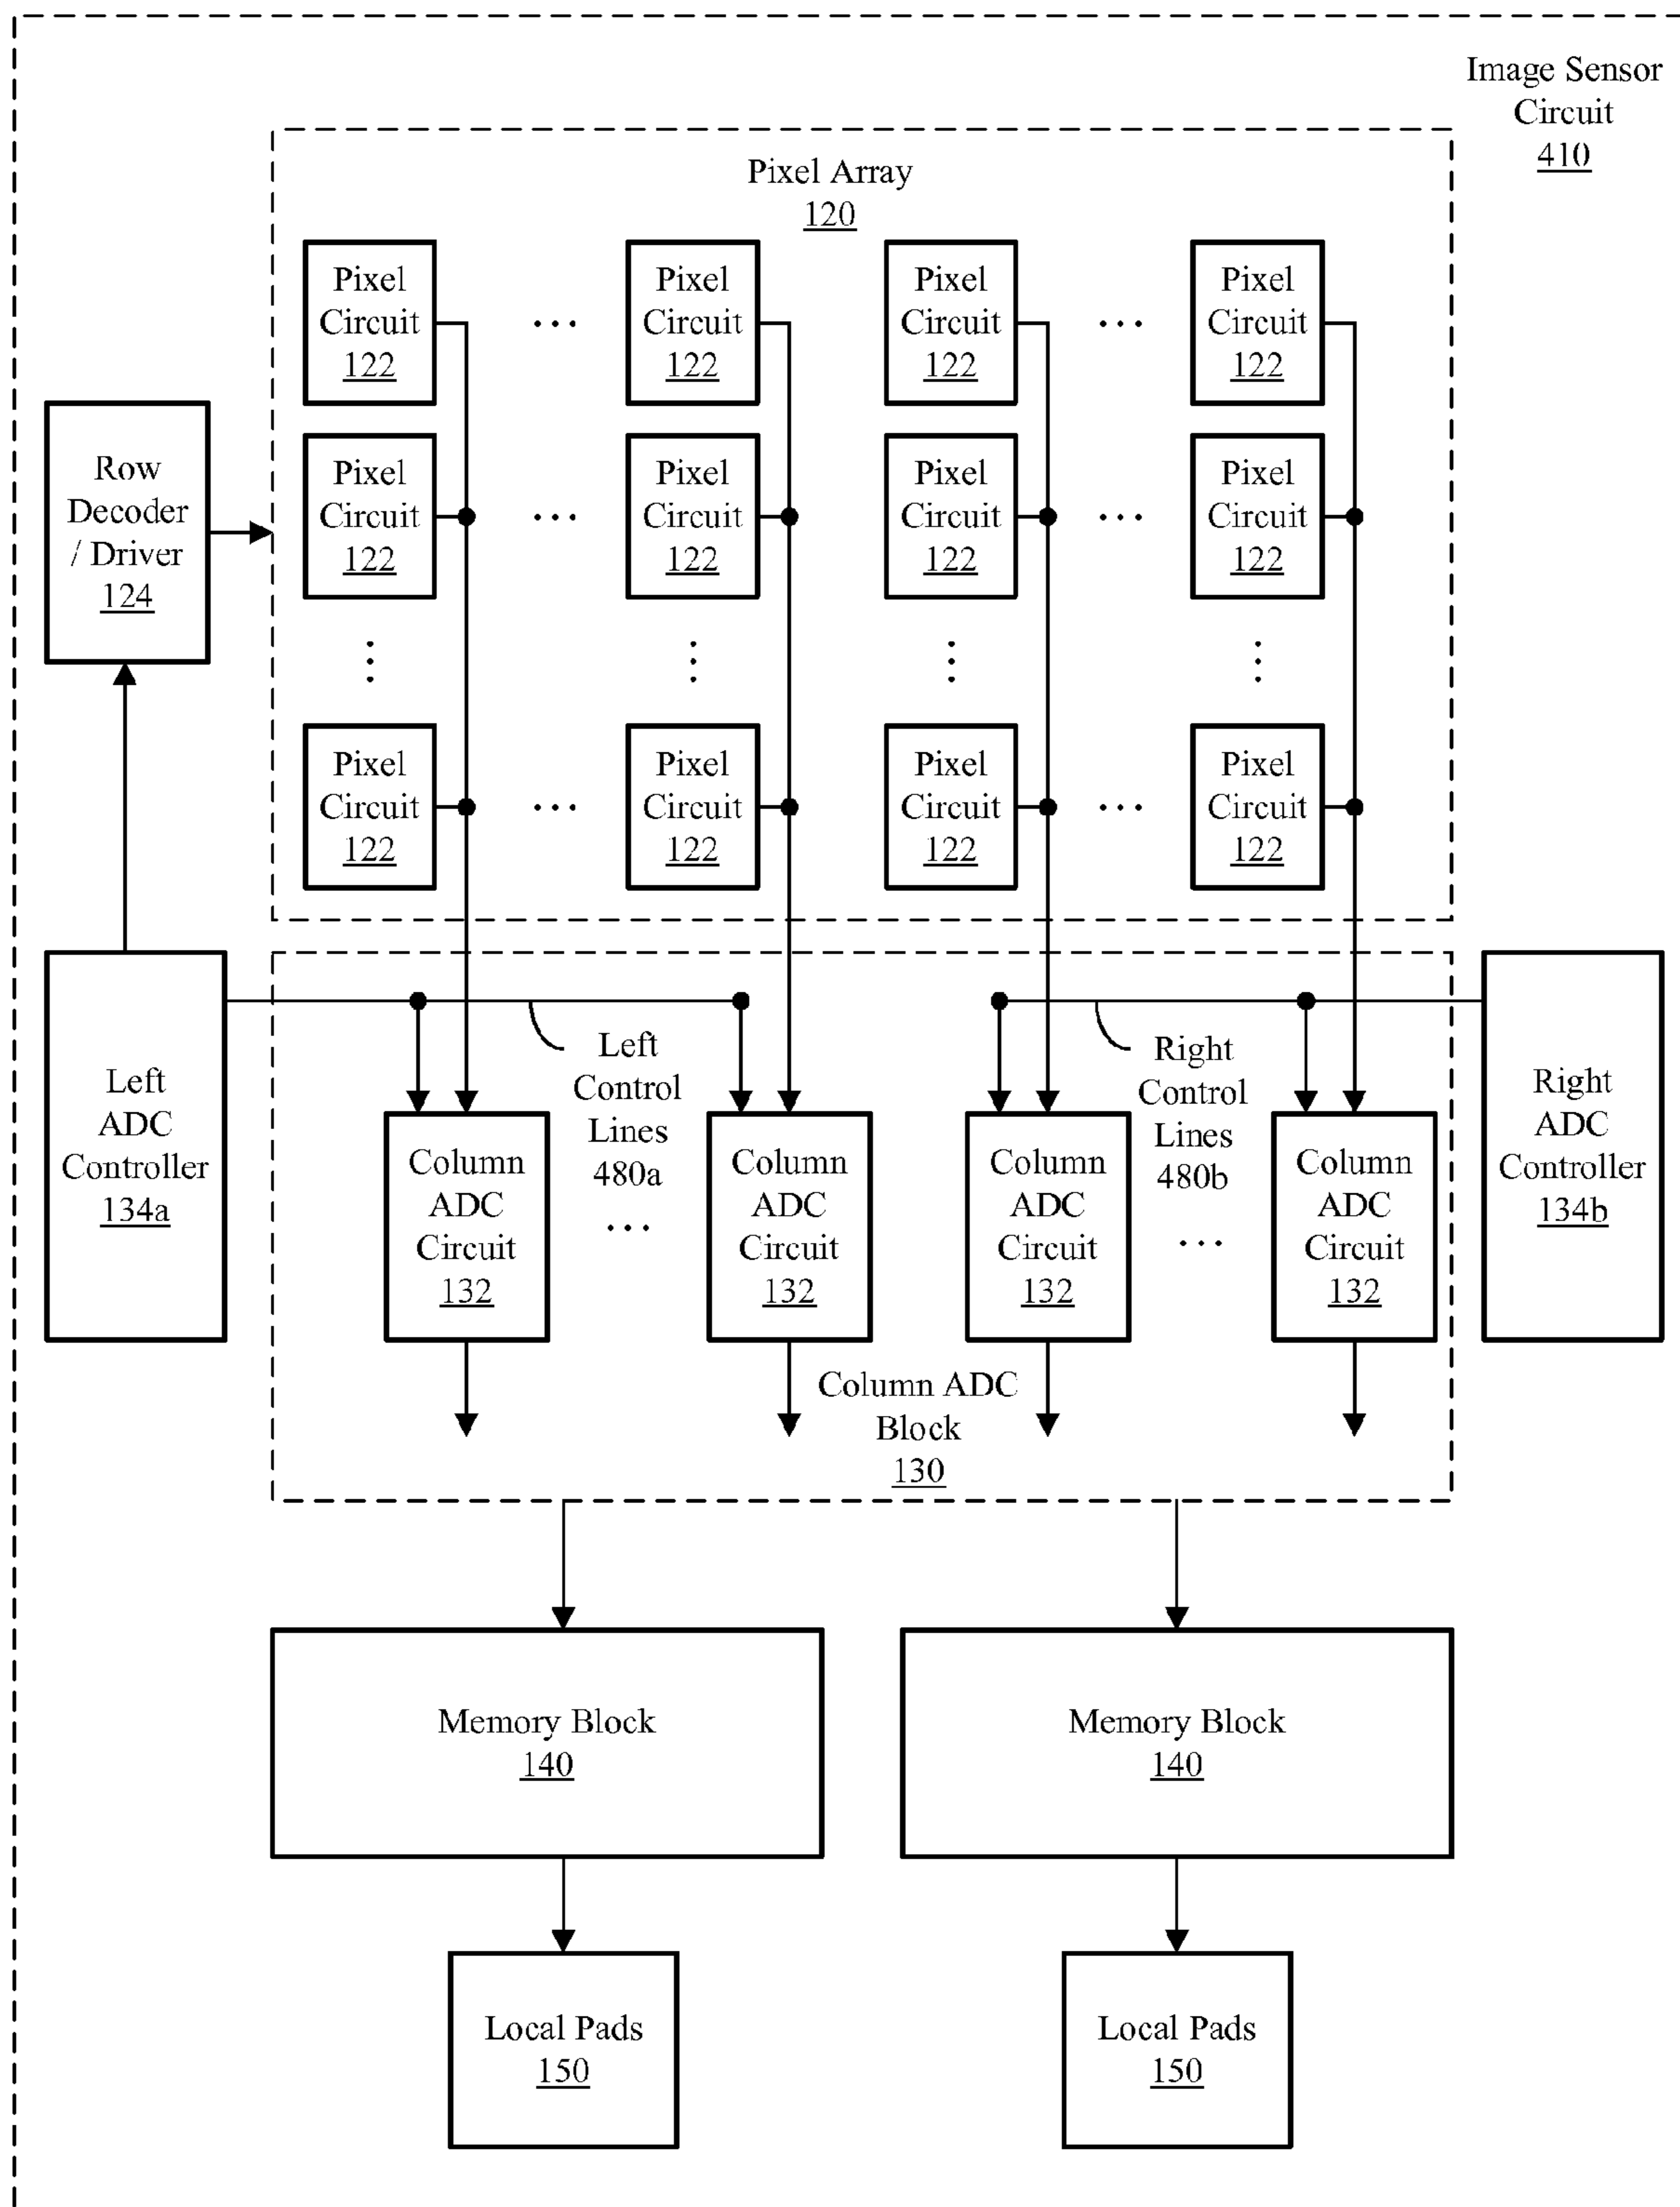 Image Sensor
Circuit
410
Pixel Array
120
Pixel
Circuit
122
...
Pixel
Circuit
122
Pixel
Circuit
122
...
Pixel
Circuit
122
Row
Decoder
/ Driver
124
Pixel
Circuit
122
...
Pixel
Circuit
122
Pixel
Circuit
122
...
Pixel
Circuit
122
Pixel
Circuit
122
...
Pixel
Circuit
122
Pixel
Circuit
122
...
Pixel
Circuit
122
Left
ADC
Controller
134a
Left
Control
Lines
480a
...
Right
Control
Lines
480b
...
Right
ADC
Controller
134b
Column
ADC
Circuit
132
Column
ADC
Circuit
132
Column
ADC
Circuit
132
Column
ADC
Circuit
132
Column ADC
Block
130
Memory Block
140
Memory Block
140
Local Pads
150
Local Pads
150